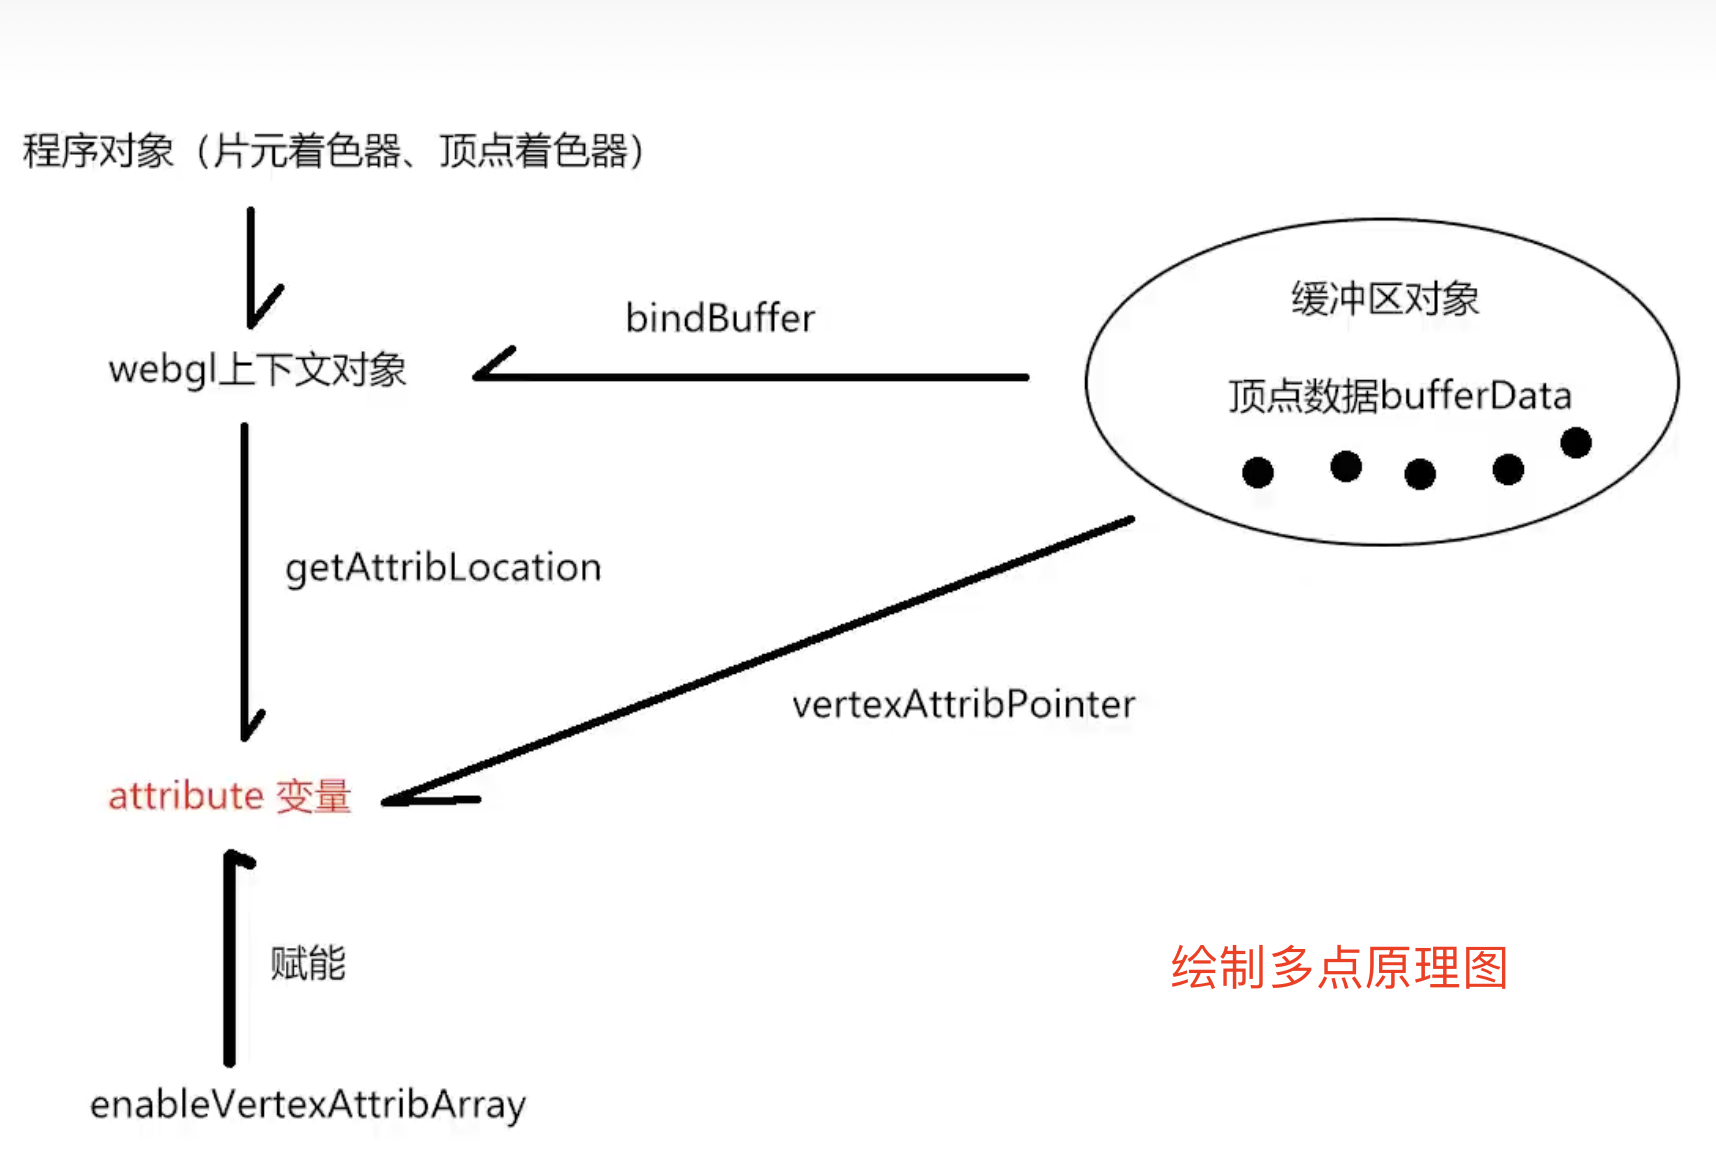 程序对象（片元着色器、顶点着色器）
缓冲区对象
bindBuffer
webgl上下文对象
顶点数据bufferData
getAttribLocation
vertexAttribPointer
attribute 变量
赋能
绘制多点原理图
enableVertexAttribArray